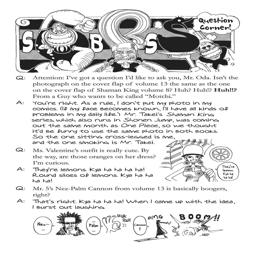 SBS
Question Corner!
Q: Attention: I've got a question I'd like to ask you, Mr. Oda. Isn't the
photograph on the cover flap of volume 13 the same as the one
on the cover flap of Shaman King volume 8? Huh? Huh!! Huh!!?
From a Guy who wants to be called "Motchi."
A: You're right. As a rule, I don't put my photo in my
comics. (If my face becomes known, I'll have all kinds of
problems in my daily life.) Mr. Takei's Shaman King
series, which also runs in Shonen Jump, was coming
out the same month as One Piece, so we thought
it'd be funny to use the same photo in both books.
So the one sitting cross-legged is me,
and the one smoking is Takei.
Q: Ms. Valentine's outfit is really cute. By
the way, are those oranges on her dress?
I'm curious.
A: They're lemons. Kya ha ha ha ha!
Round slices of lemons. Kya ha ha
ha!
Q: Mr. 5's Nez-Palm Cannon from volume 13 is basically boogers,
right?
A: That's right. Kya ha ha ha! When I came up with the idea,
I burst out laughing.
BOOM!!